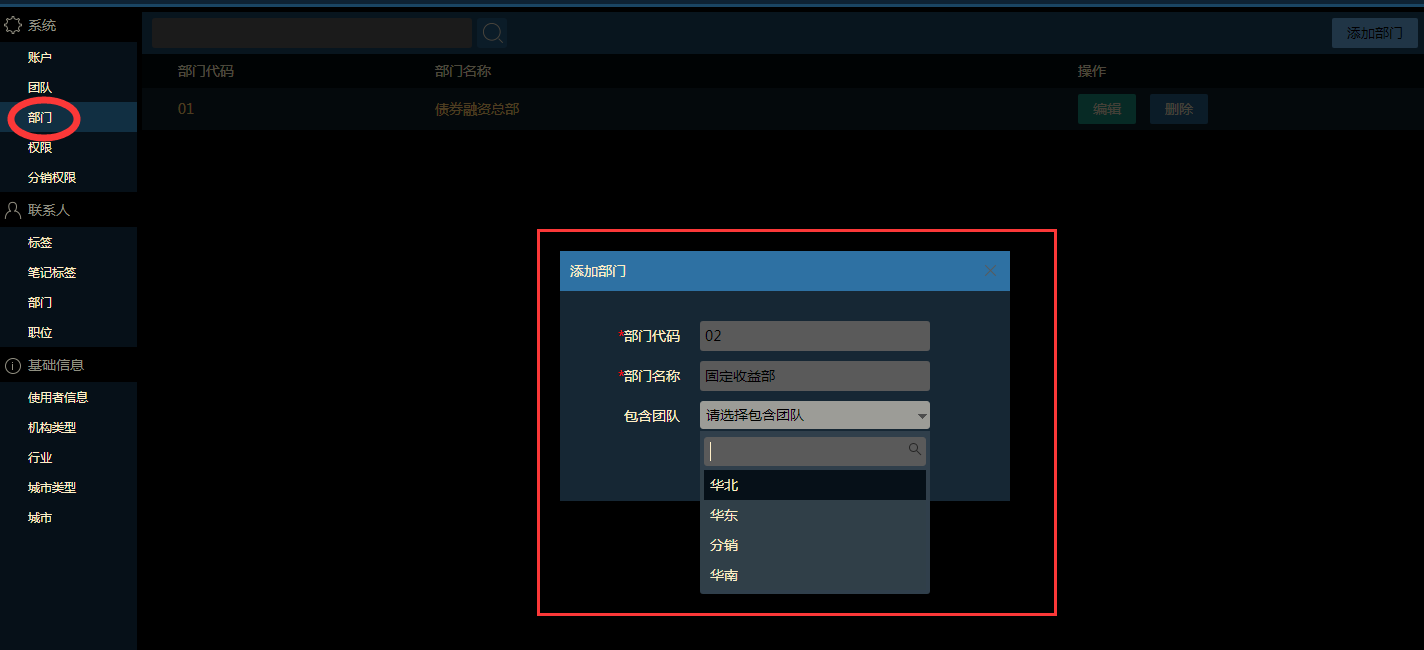 系统
账户
团队
部门
权限
分销权限
联系人
标签
笔记标签
部门
职位
基础信息
使用者信息
机构类型
行业
城市类型
城市
添加部门
部门代码 部门名称 操作
01 债券融资总部 编辑 删除
添加部门
*部门代码 02
*部门名称 固定收益部
包含团队 请选择包含团队
华北
华东
分销
华南